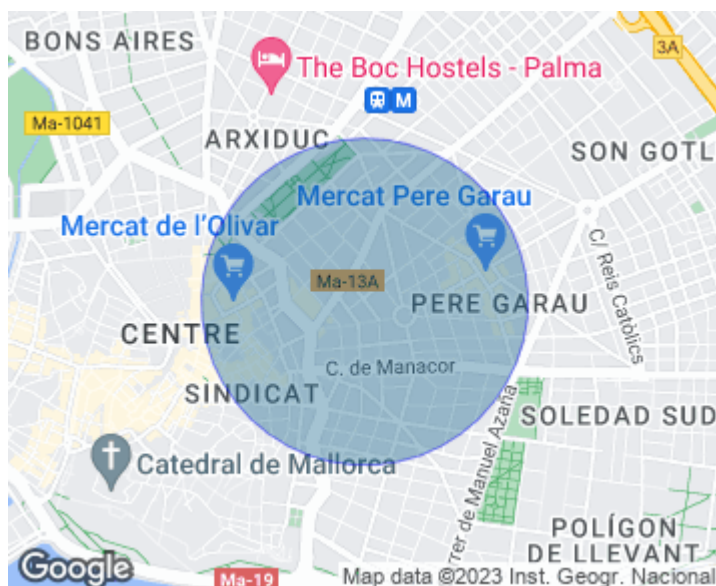 BONS AIRES
3A
The Boc Hostels - Palma
M
Ma-1041
ARXIDUC
SON GOTL
Mercat Pere Garau
Mercat de l'Olivar
C/ Reis Catòlics
Ma-13A
PERE GARAU
CENTRE
C. de Manacor
SINDICAT
SOLEDAD SUD
Catedral de Mallorca
rer de Manuel Azaña
POLÍGON
DE LLEVANT
Google
Ma-19
Map data ©2023 Inst. Geogr. Nacional